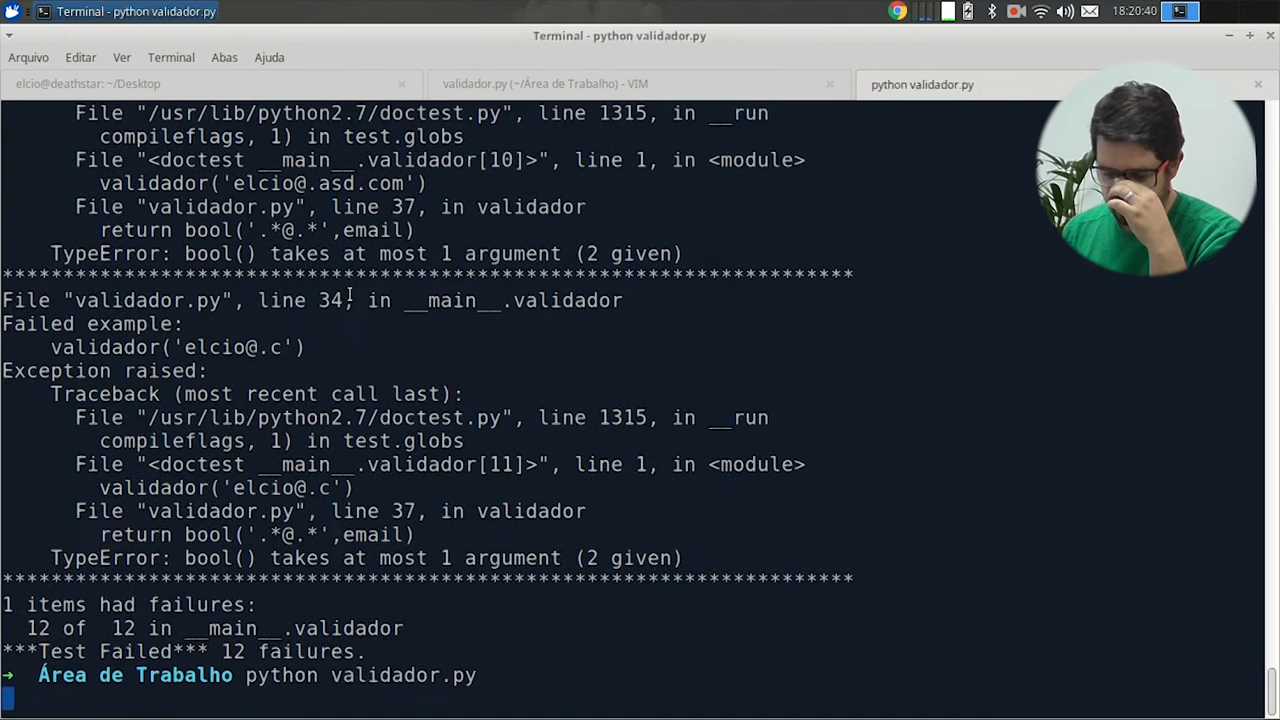 Terminal - python validador.py
18:20:40
Terminal - python validador.py
Arquivo Editar Ver Terminal Abas Ajuda
elcio@deathstar: ~/Desktop
validador.py (~/Área de Trabalho) - VIM
python validador.py
File "/usr/lib/python2.7/doctest.py", line 1315, in __run
compileflags, 1) in test.globs
File "<doctest __main__.validador[10]>", line 1, in <module>
validador('elcio@.asd.com')
File "validador.py", line 37, in validador
return bool('.*@.*',email)
TypeError: bool() takes at most 1 argument (2 given)
**********************************************************************
File "validador.py", line 34, in __main__.validador
Failed example:
validador('elcio@.c')
Exception raised:
Traceback (most recent call last):
File "/usr/lib/python2.7/doctest.py", line 1315, in __run
compileflags, 1) in test.globs
File "<doctest __main__.validador[11]>", line 1, in <module>
validador('elcio@.c')
File "validador.py", line 37, in validador
return bool('.*@.*',email)
TypeError: bool() takes at most 1 argument (2 given)
**********************************************************************
1 items had failures:
12 of  12 in __main__.validador
***Test Failed*** 12 failures.
➜  Área de Trabalho python validador.py